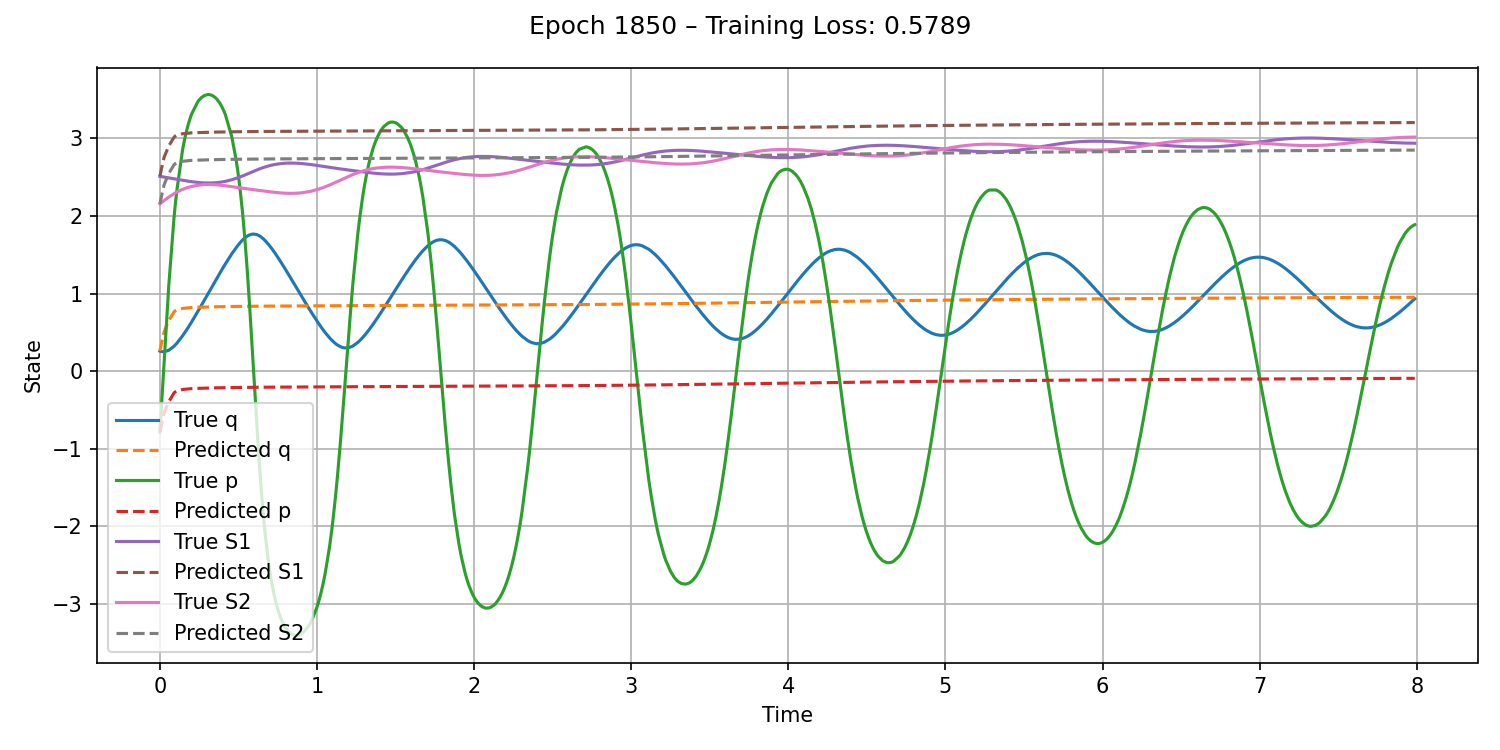 Epoch 1850 – Training Loss: 0.5789
State
3
2
1
0
−1
−2
−3
True q
Predicted q
True p
Predicted p
True S1
Predicted S1
True S2
Predicted S2
0 1 2 3 4 5 6 7 8
Time